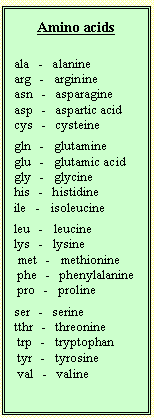 Amino acids
ala - alanine
arg - arginine
asn - asparagine
asp - aspartic acid
cys - cysteine
gln - glutamine
glu - glutamic acid
gly - glycine
his - histidine
ile - isoleucine
leu - leucine
lys - lysine
met - methionine
phe - phenylalanine
pro - proline
ser - serine
tthr - threonine
trp - tryptophan
tyr - tyrosine
val - valine